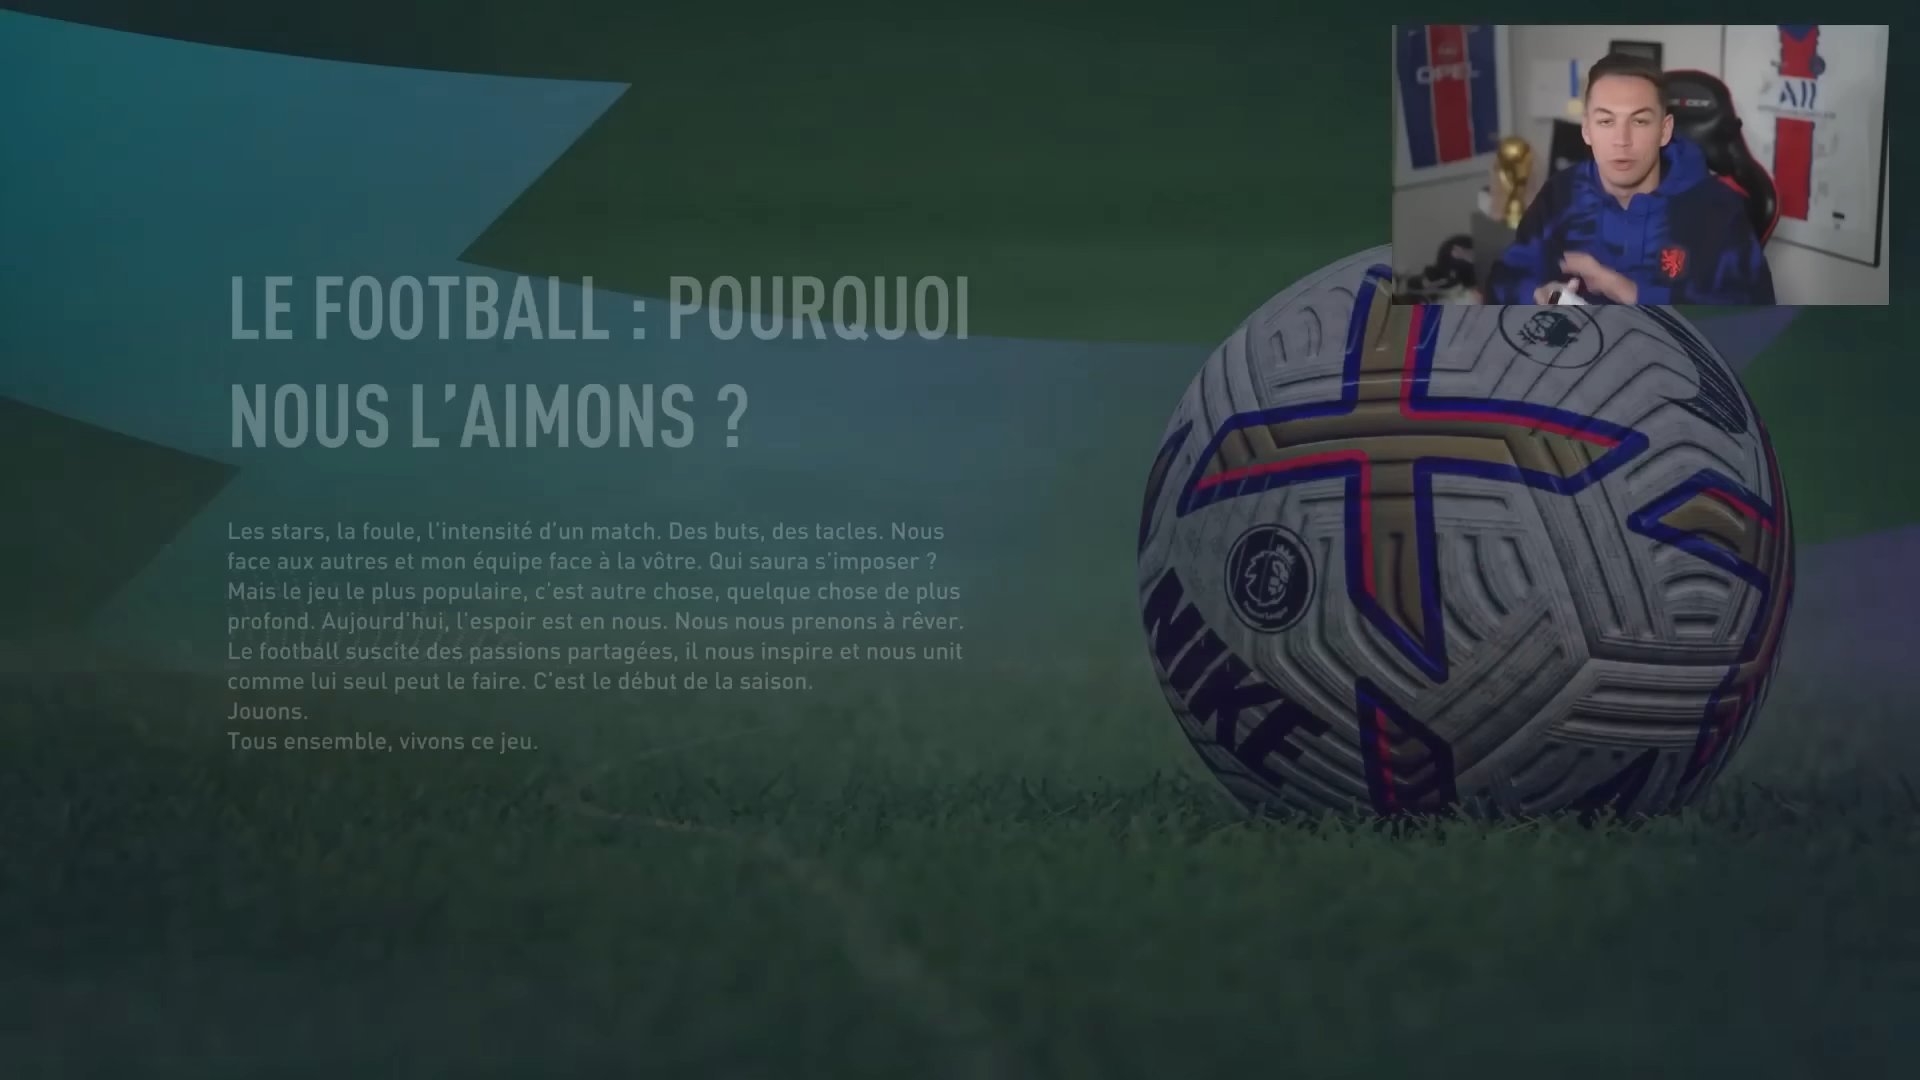 OPEL
All
LE FOOTBALL : POURQUOI
NOUS L'AIMONS ?
Les stars, la foule, l'intensité d'un match. Des buts, des tacles. Nous
face aux autres et mon équipe face à la vôtre. Qui saura s'imposer ?
Mais le jeu le plus populaire, c'est autre chose, quelque chose de plus
profond. Aujourd'hui, l'espoir est en nous. Nous nous prenons à rêver.
Le football suscite des passions partagées, il nous inspire et nous unit
comme lui seul peut le faire. C'est le début de la saison.
Jouons.
Tous ensemble, vivons ce jeu.
NIKE